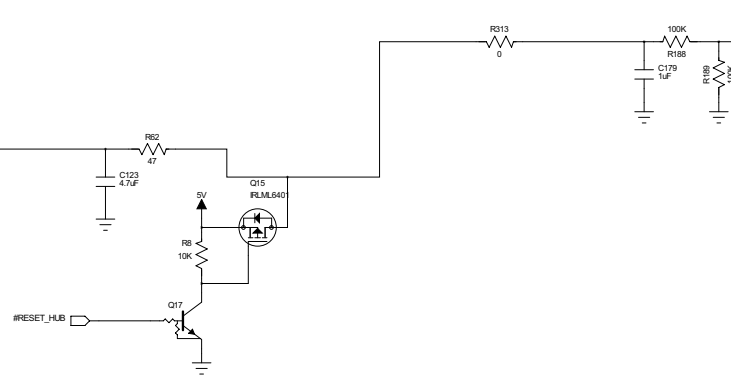 R313
0
100K
R188
C179
1uF
R189
100K
R62
47
C123
4.7uF
Q15
IRLML6401
5V
R8
10K
Q17
#RESET_HUB